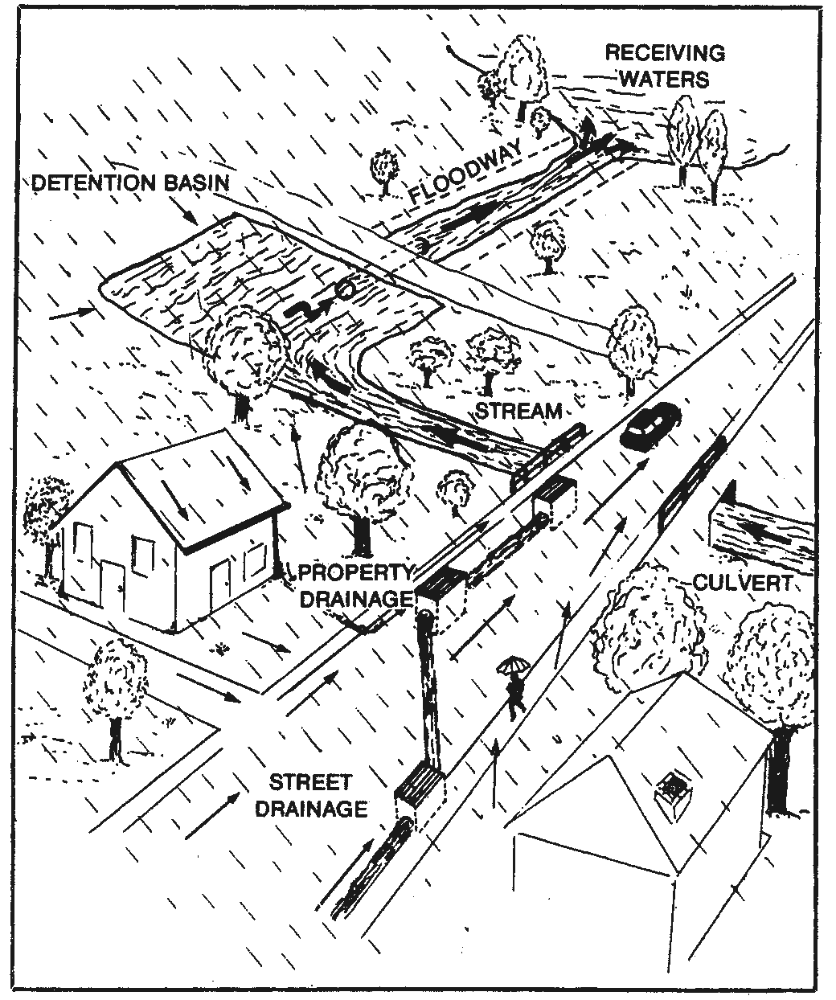 RECEIVING
WATERS
FLOODWAY
DETENTION BASIN
STREAM
PROPERTY
DRAINAGE
CULVERT
STREET
DRAINAGE